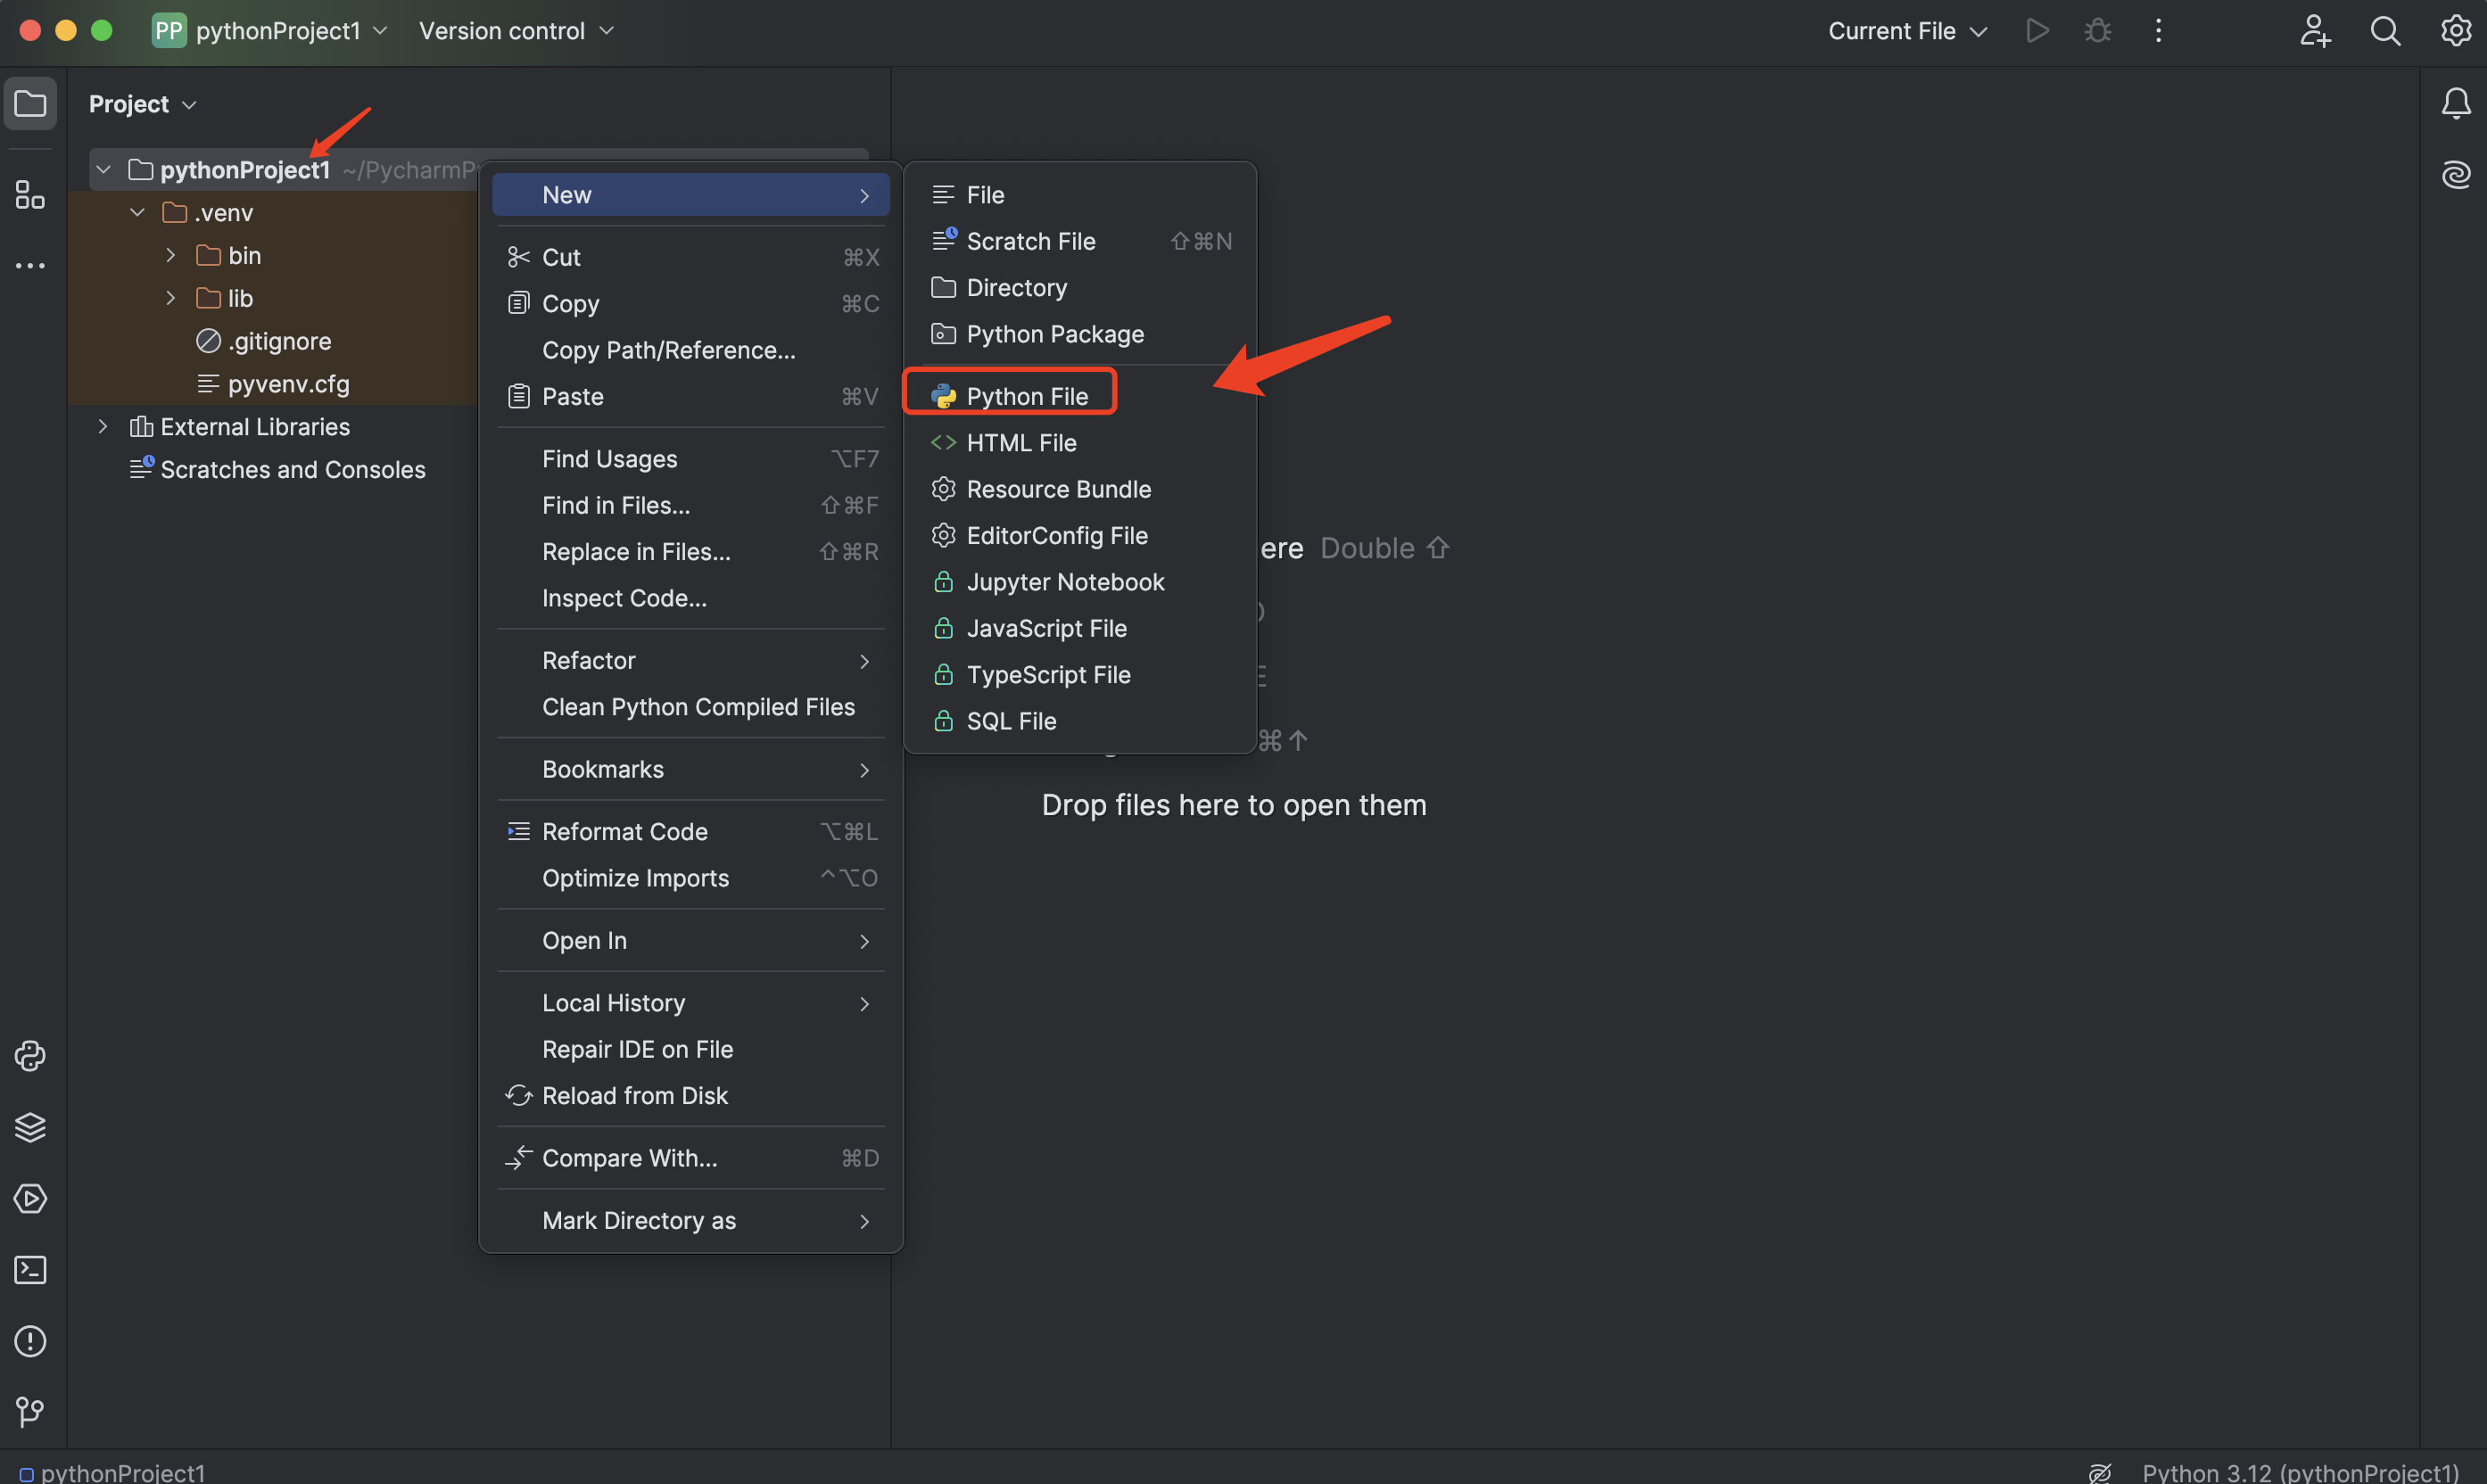 PP pythonProject1 Version control Current File
Project
pythonProject1 ~/PycharmP
.venv
bin
lib
.gitignore
pyvenv.cfg
External Libraries
Scratches and Consoles
New
Cut ⌘X
Copy ⌘C
Copy Path/Reference...
Paste ⌘V
Find Usages ⌥F7
Find in Files... ⇧⌘F
Replace in Files... ⇧⌘R
Inspect Code...
Refactor
Clean Python Compiled Files
Bookmarks
Reformat Code ⌥⌘L
Optimize Imports ^⌥O
Open In
Local History
Repair IDE on File
Reload from Disk
Compare With... ⌘D
Mark Directory as
File
Scratch File ⇧⌘N
Directory
Python Package
Python File
HTML File
Resource Bundle
EditorConfig File
Jupyter Notebook
JavaScript File
TypeScript File
SQL File
ere Double ⇧
⌘↑
Drop files here to open them
pythonProject1 Python 3.12 (pythonProject1)